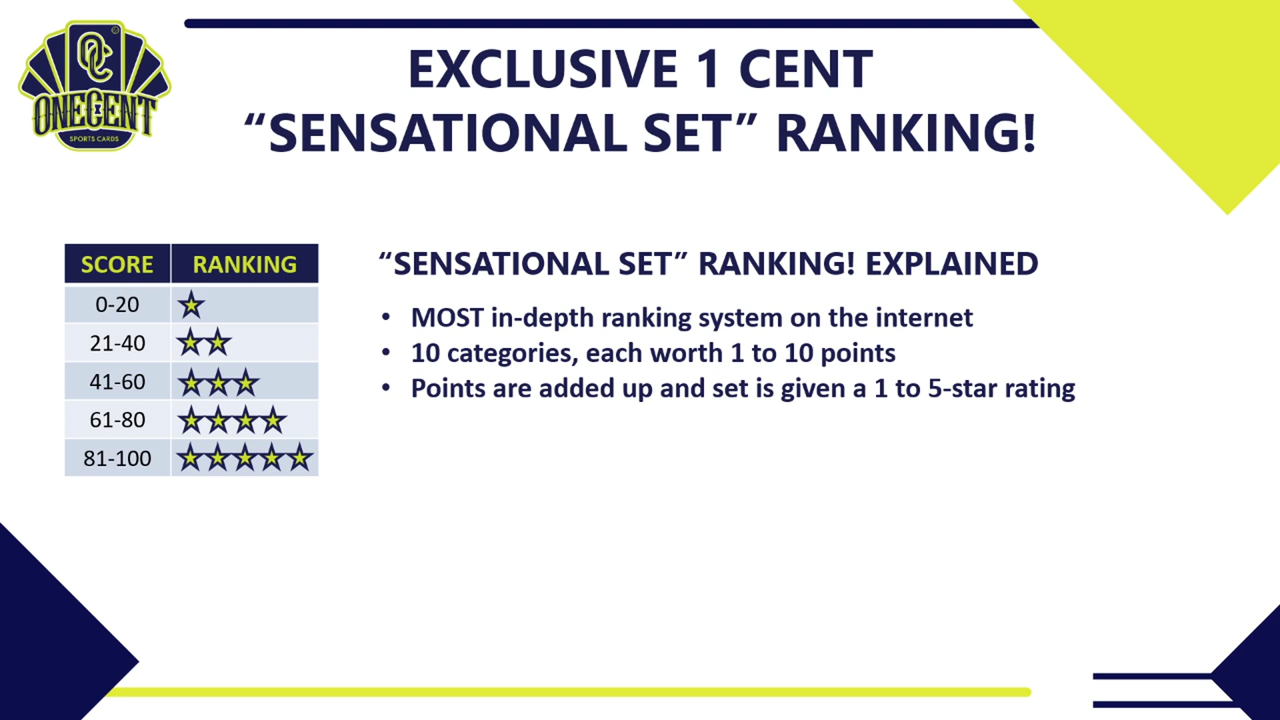 OC
ONECENT
SPORTS CARDS
EXCLUSIVE 1 CENT
“SENSATIONAL SET” RANKING!
SCORE RANKING
0-20
21-40
41-60
61-80
81-100
“SENSATIONAL SET” RANKING! EXPLAINED
• MOST in-depth ranking system on the internet
• 10 categories, each worth 1 to 10 points
• Points are added up and set is given a 1 to 5-star rating